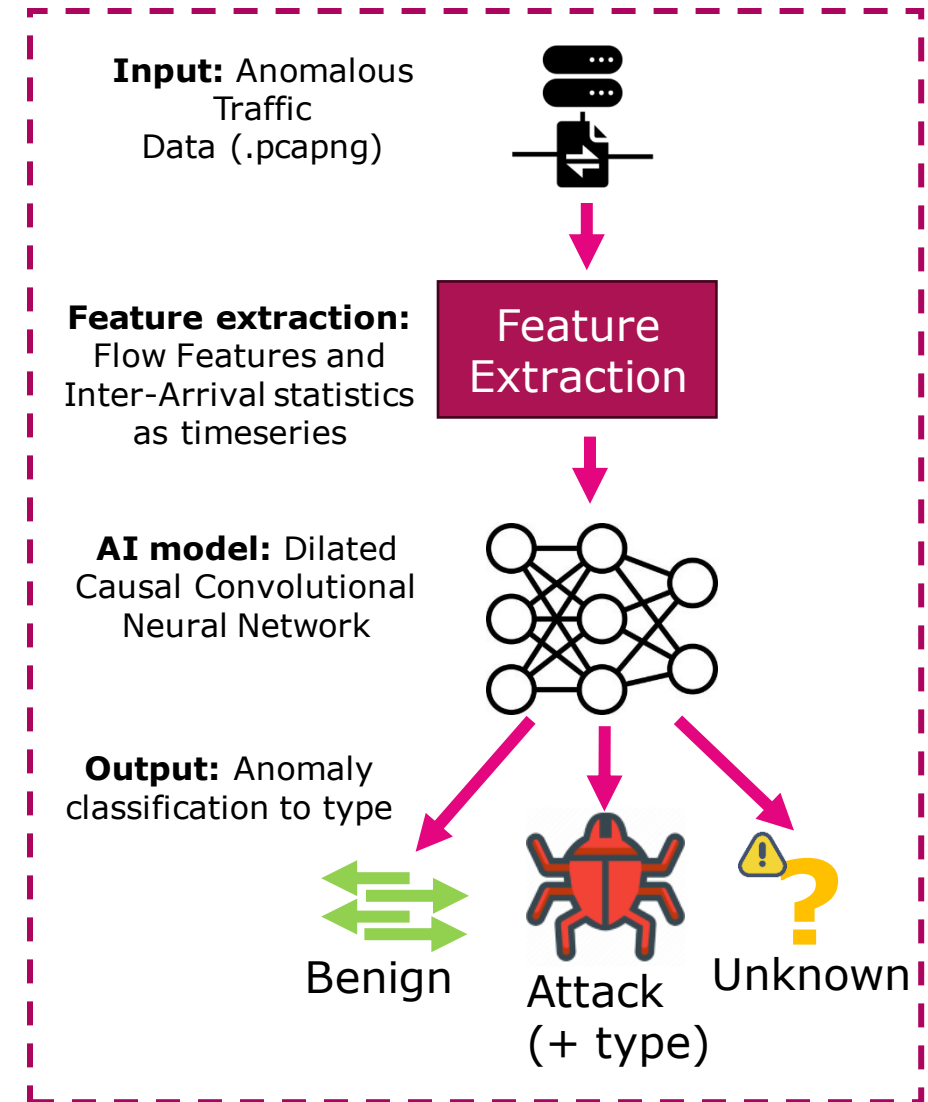 Input: Anomalous
Traffic
Data (.pcapng)
Feature extraction:
Flow Features and
Inter-Arrival statistics
as timeseries
Feature
Extraction
AI model: Dilated
Causal Convolutional
Neural Network
Output: Anomaly
classification to type
Benign
Attack
(+ type)
Unknown